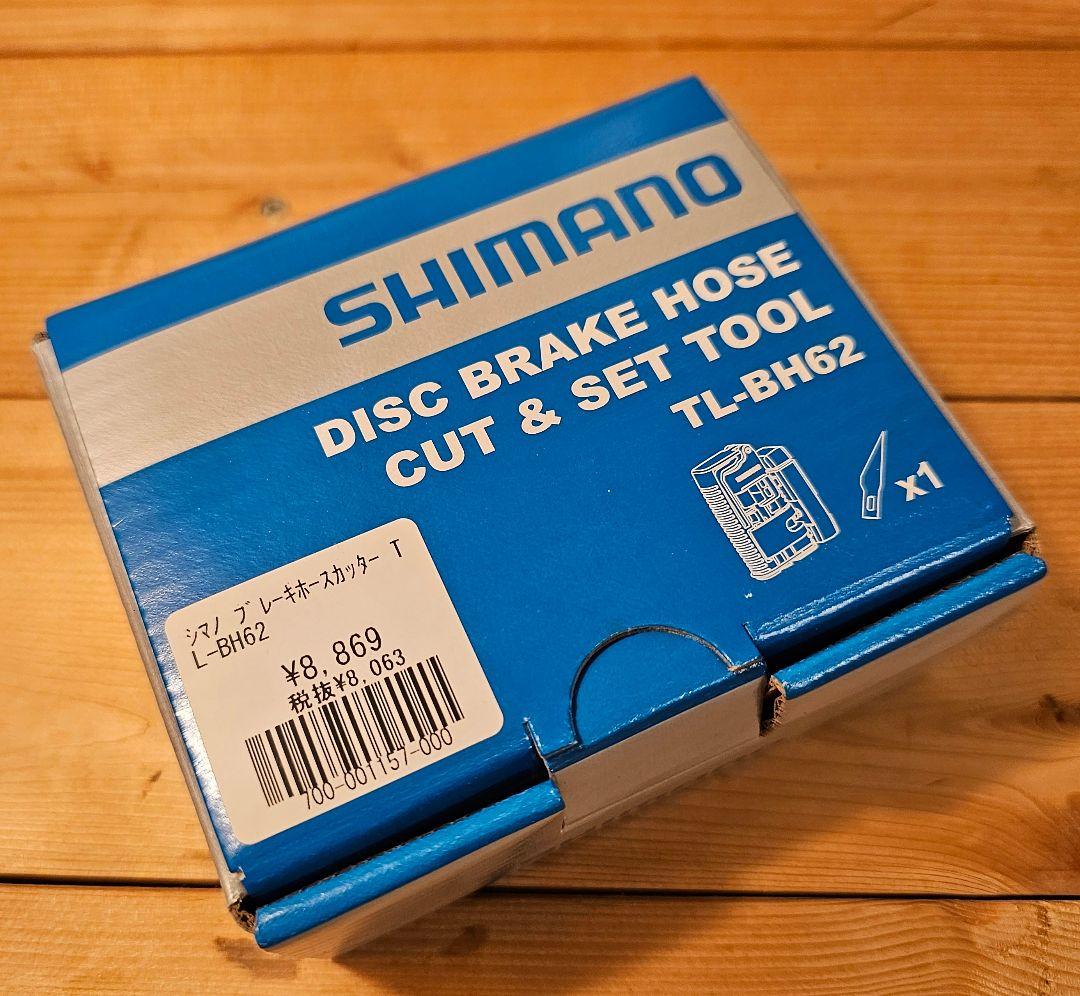 SHIMANO
DISC BRAKE HOSE
CUT & SET TOOL
TL-BH62
x1
ｼﾏﾉ ﾌﾞﾚｰｷﾎｰｽｶｯﾀｰ T
L-BH62
¥8,869
税抜¥8,063
700-001157-000